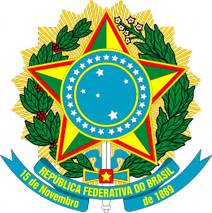 REPÚBLICA FEDERATIVA DO BRASIL
15 de Novembro
de 1889